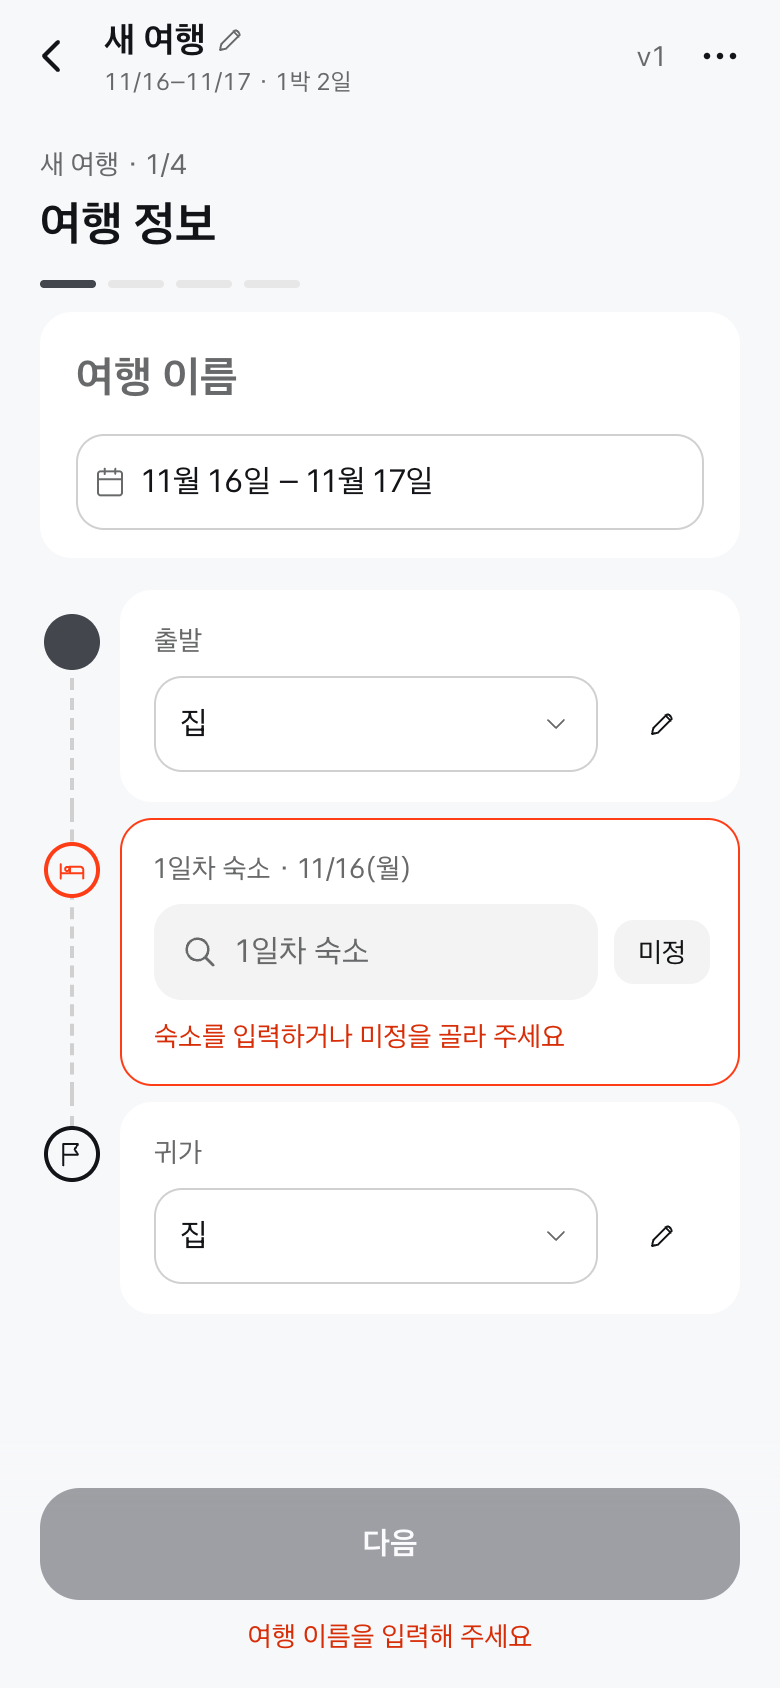 새 여행
11/16–11/17 · 1박 2일
v1
새 여행 · 1/4
여행 정보
여행 이름
11월 16일 – 11월 17일
출발
집
1일차 숙소 · 11/16(월)
1일차 숙소
미정
숙소를 입력하거나 미정을 골라 주세요
귀가
집
다음
여행 이름을 입력해 주세요